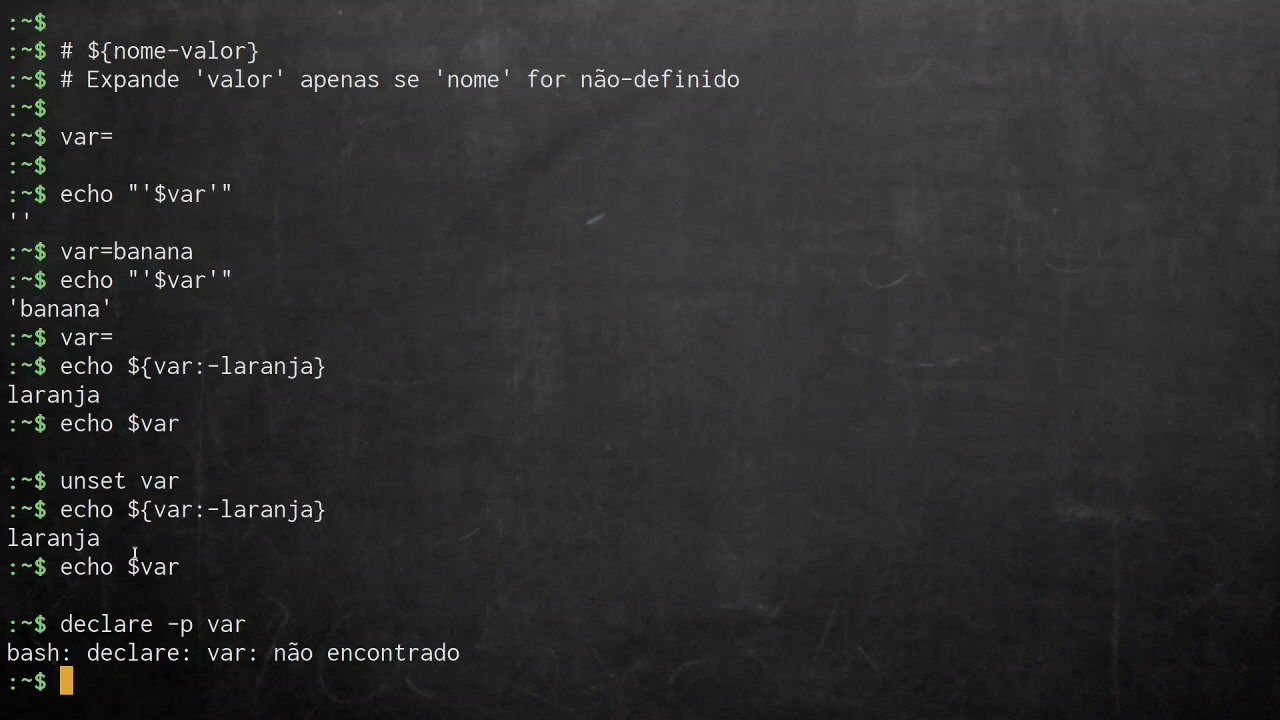 :~$
:~$ # ${nome-valor}
:~$ # Expande 'valor' apenas se 'nome' for não-definido
:~$
:~$ var=
:~$
:~$ echo "'$var'"
''
:~$ var=banana
:~$ echo "'$var'"
'banana'
:~$ var=
:~$ echo ${var:-laranja}
laranja
:~$ echo $var
:~$ unset var
:~$ echo ${var:-laranja}
laranja
:~$ echo $var
:~$ declare -p var
bash: declare: var: não encontrado
:~$